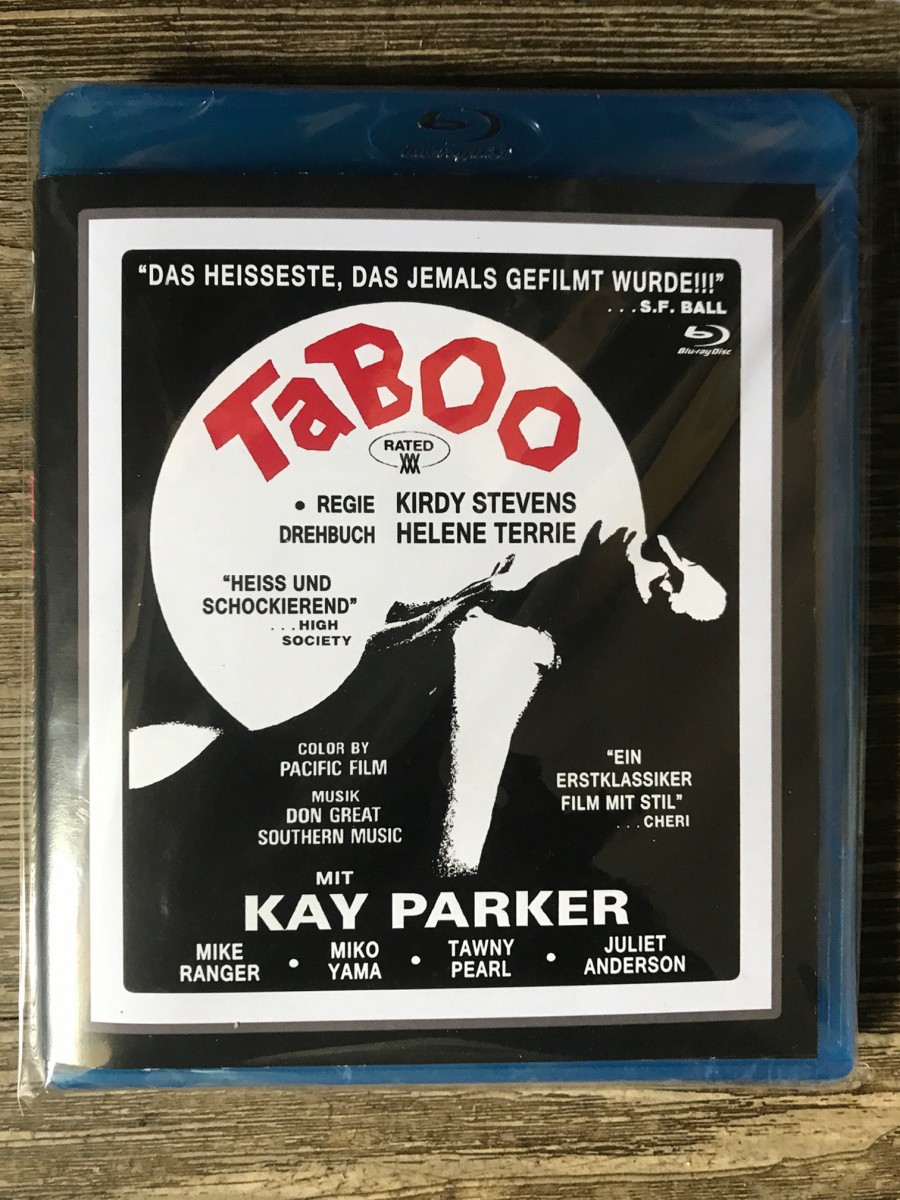 "DAS HEISSESTE, DAS JEMALS GEFILMT WURDE!!!"
...S.F. BALL
Blu-ray Disc
TaBOO
RATED
XXX
• REGIE KIRDY STEVENS
DREHBUCH HELENE TERRIE
"HEISS UND
SCHOCKIEREND"
...HIGH
SOCIETY
COLOR BY
PACIFIC FILM
MUSIK
DON GREAT
SOUTHERN MUSIC
"EIN
ERSTKLASSIKER
FILM MIT STIL"
...CHERI
MIT
KAY PARKER
MIKE RANGER • MIKO YAMA • TAWNY PEARL • JULIET ANDERSON